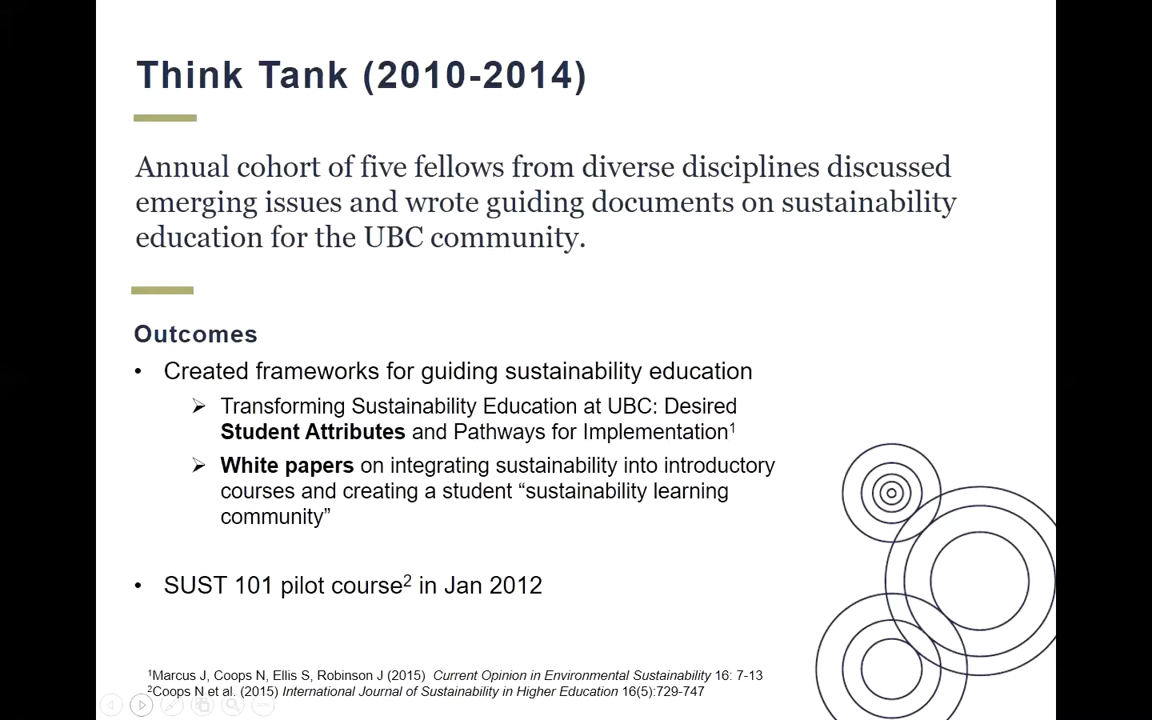 Think Tank (2010-2014)
Annual cohort of five fellows from diverse disciplines discussed
emerging issues and wrote guiding documents on sustainability
education for the UBC community.
Outcomes
• Created frameworks for guiding sustainability education
➢ Transforming Sustainability Education at UBC: Desired
Student Attributes and Pathways for Implementation¹
➢ White papers on integrating sustainability into introductory
courses and creating a student “sustainability learning
community”
• SUST 101 pilot course² in Jan 2012
¹Marcus J, Coops N, Ellis S, Robinson J (2015) Current Opinion in Environmental Sustainability 16: 7-13
²Coops N et al. (2015) International Journal of Sustainability in Higher Education 16(5):729-747